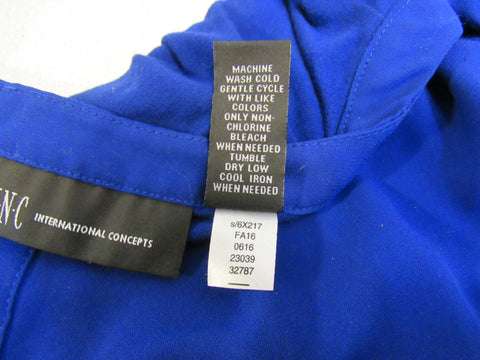 MACHINE
WASH COLD
GENTLE CYCLE
WITH LIKE
COLORS
ONLY NON-
CHLORINE
BLEACH
WHEN NEEDED
TUMBLE
DRY LOW
COOL IRON
WHEN NEEDED
N·C INTERNATIONAL CONCEPTS
s/6X217
FA16
0616
23039
32787